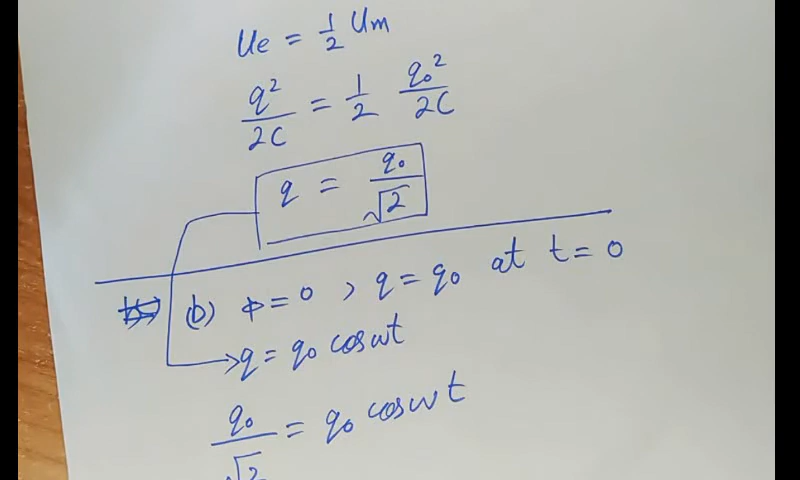 Ue = 1/2 Um
q²/2C = 1/2 q₀²/2C
q = q₀/√2
(b) ϕ = 0 , q = q₀ at t = 0
q = q₀ cos ωt
q₀/√2 = q₀ cos ω t